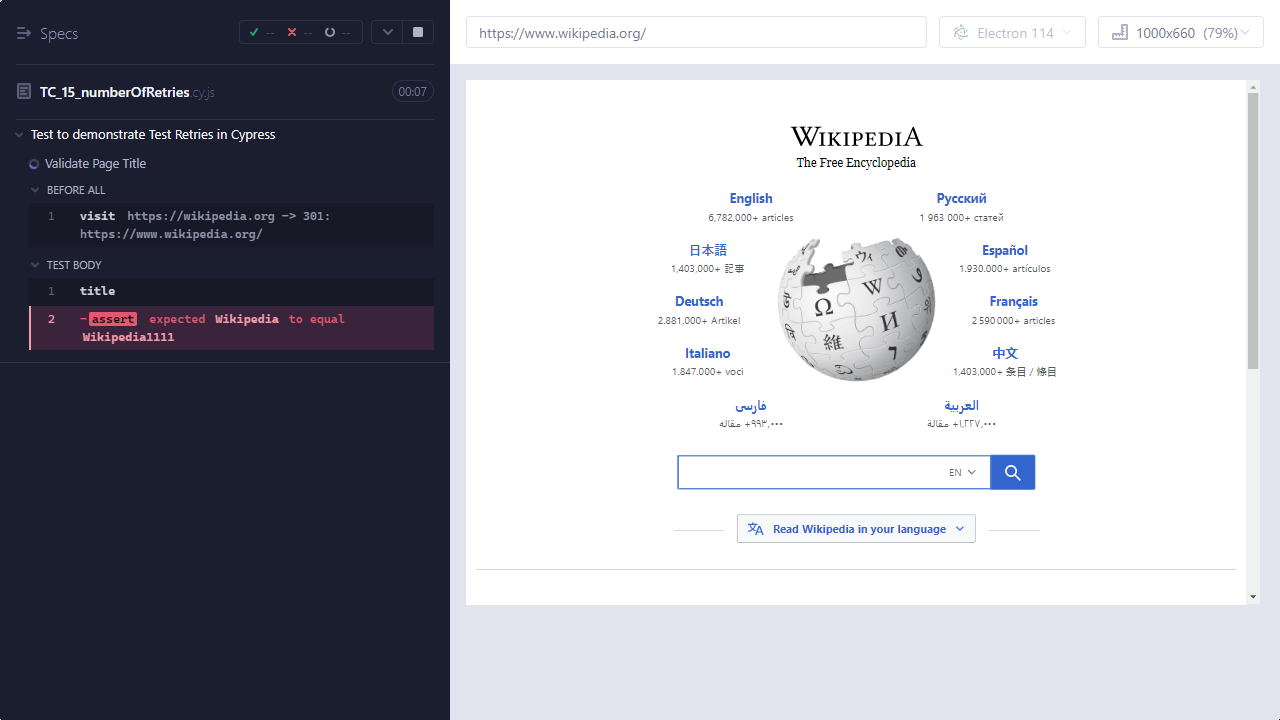 Specs
--
--
--
TC_15_numberOfRetries.cy.js
00:07
Test to demonstrate Test Retries in Cypress
Validate Page Title
BEFORE ALL
1 visit https://wikipedia.org -> 301:
https://www.wikipedia.org/
TEST BODY
1 title
2 -assert expected Wikipedia to equal
Wikipedia1111
https://www.wikipedia.org/
Electron 114
1000x660 (79%)
WIKIPEDIA
The Free Encyclopedia
English
6,782,000+ articles
Русский
1 963 000+ статей
日本語
1,403,000+ 記事
Español
1.930.000+ artículos
Deutsch
2.881.000+ Artikel
Français
2 590 000+ articles
Italiano
1.847.000+ voci
中文
1,403,000+ 条目 / 條目
فارسی
۹۹۳٬۰۰۰+ مقاله
العربية
١٬٢٢٧٬٠٠٠+ مقالة
Ω
W
И
維
EN
Read Wikipedia in your language